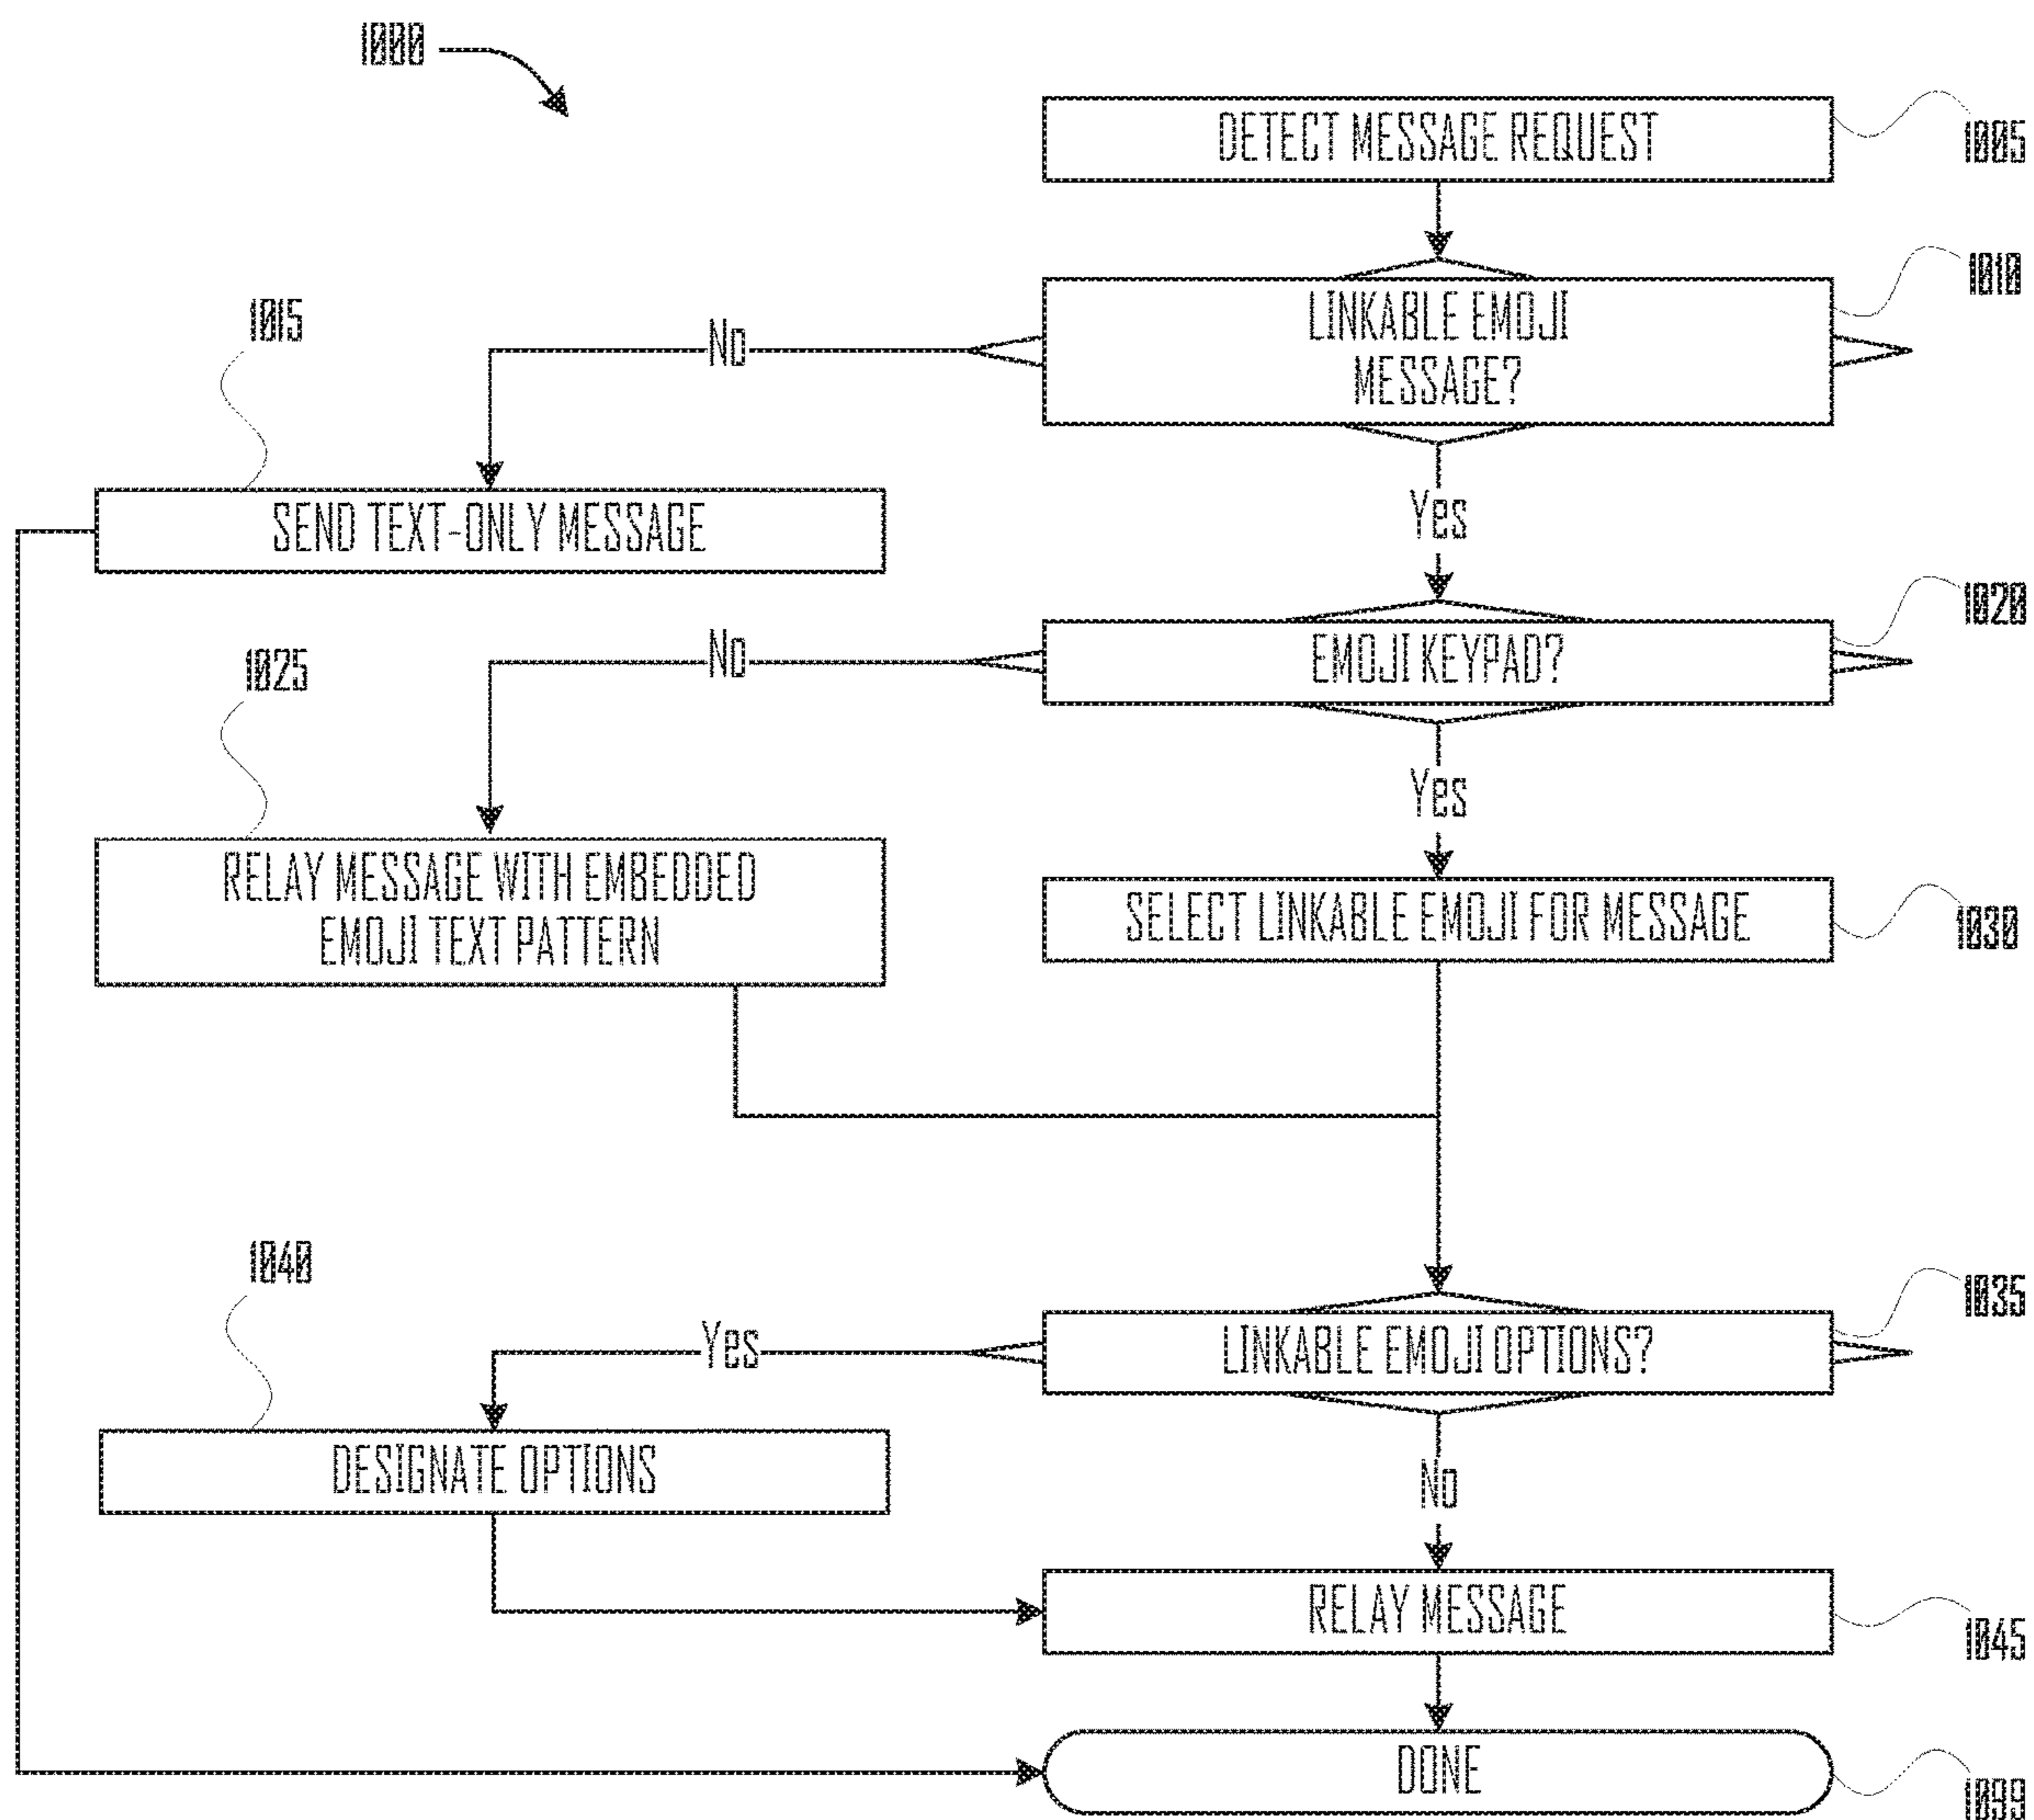 1000
DETECT MESSAGE REQUEST
1005
LINKABLE EMOJI
MESSAGE?
1010
No
1015
Yes
SEND TEXT-ONLY MESSAGE
EMOJI KEYPAD?
1020
No
1025
Yes
RELAY MESSAGE WITH EMBEDDED
EMOJI TEXT PATTERN
SELECT LINKABLE EMOJI FOR MESSAGE
1030
LINKABLE EMOJI OPTIONS?
1035
Yes
1040
DESIGNATE OPTIONS
No
RELAY MESSAGE
1045
DONE
1099